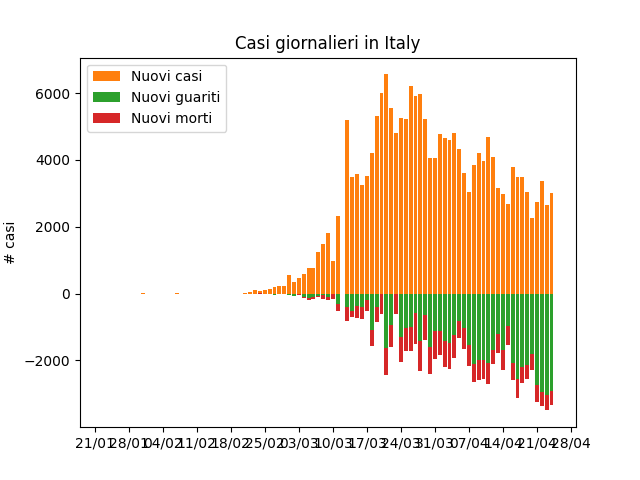 Casi giornalieri in Italy
Nuovi casi
Nuovi guariti
Nuovi morti
# casi
6000
4000
2000
0
−2000
21/01 28/01 04/02 11/02 18/02 25/02 03/03 10/03 17/03 24/03 31/03 07/04 14/04 21/04 28/04